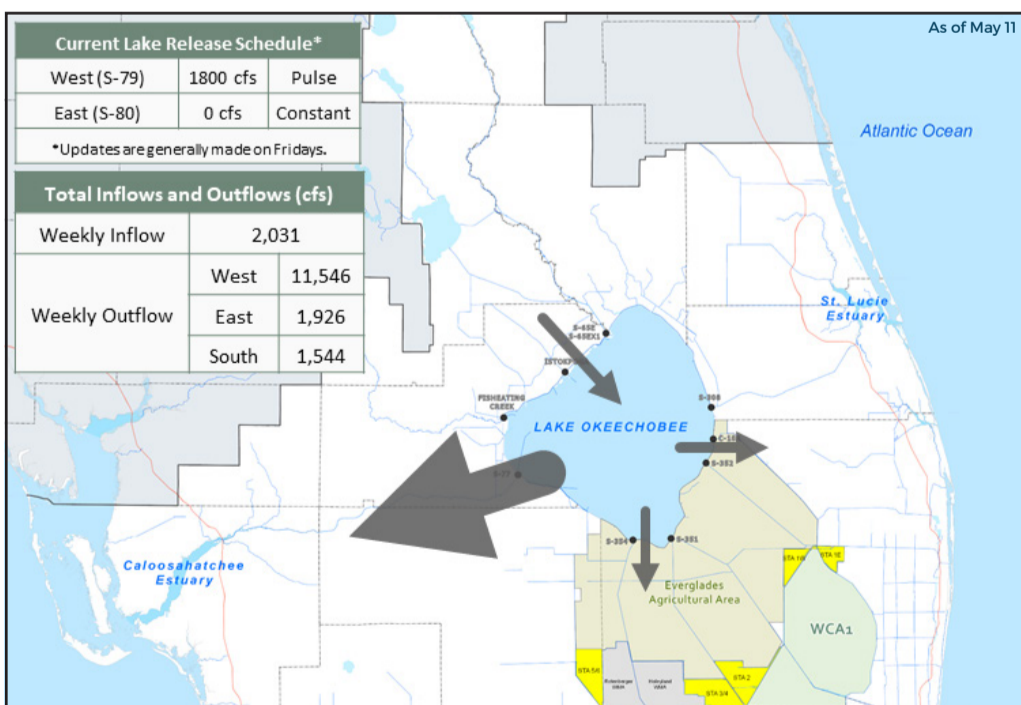 As of May 11
Current Lake Release Schedule*
West (S-79) 1800 cfs Pulse
East (S-80) 0 cfs Constant
*Updates are generally made on Fridays.
Total Inflows and Outflows (cfs)
Weekly Inflow 2,031
Weekly Outflow
West 11,546
East 1,926
South 1,544
Atlantic Ocean
St. Lucie
Estuary
S-65E
S-65EX1
FISHEATING
CREEK
S-308
LAKE OKEECHOBEE
S-77
S-352
S-354
S-351
Caloosahatchee
Estuary
Everglades
Agricultural Area
STA 1E
WCA1
STA 5/6
STA 2
STA 3/4